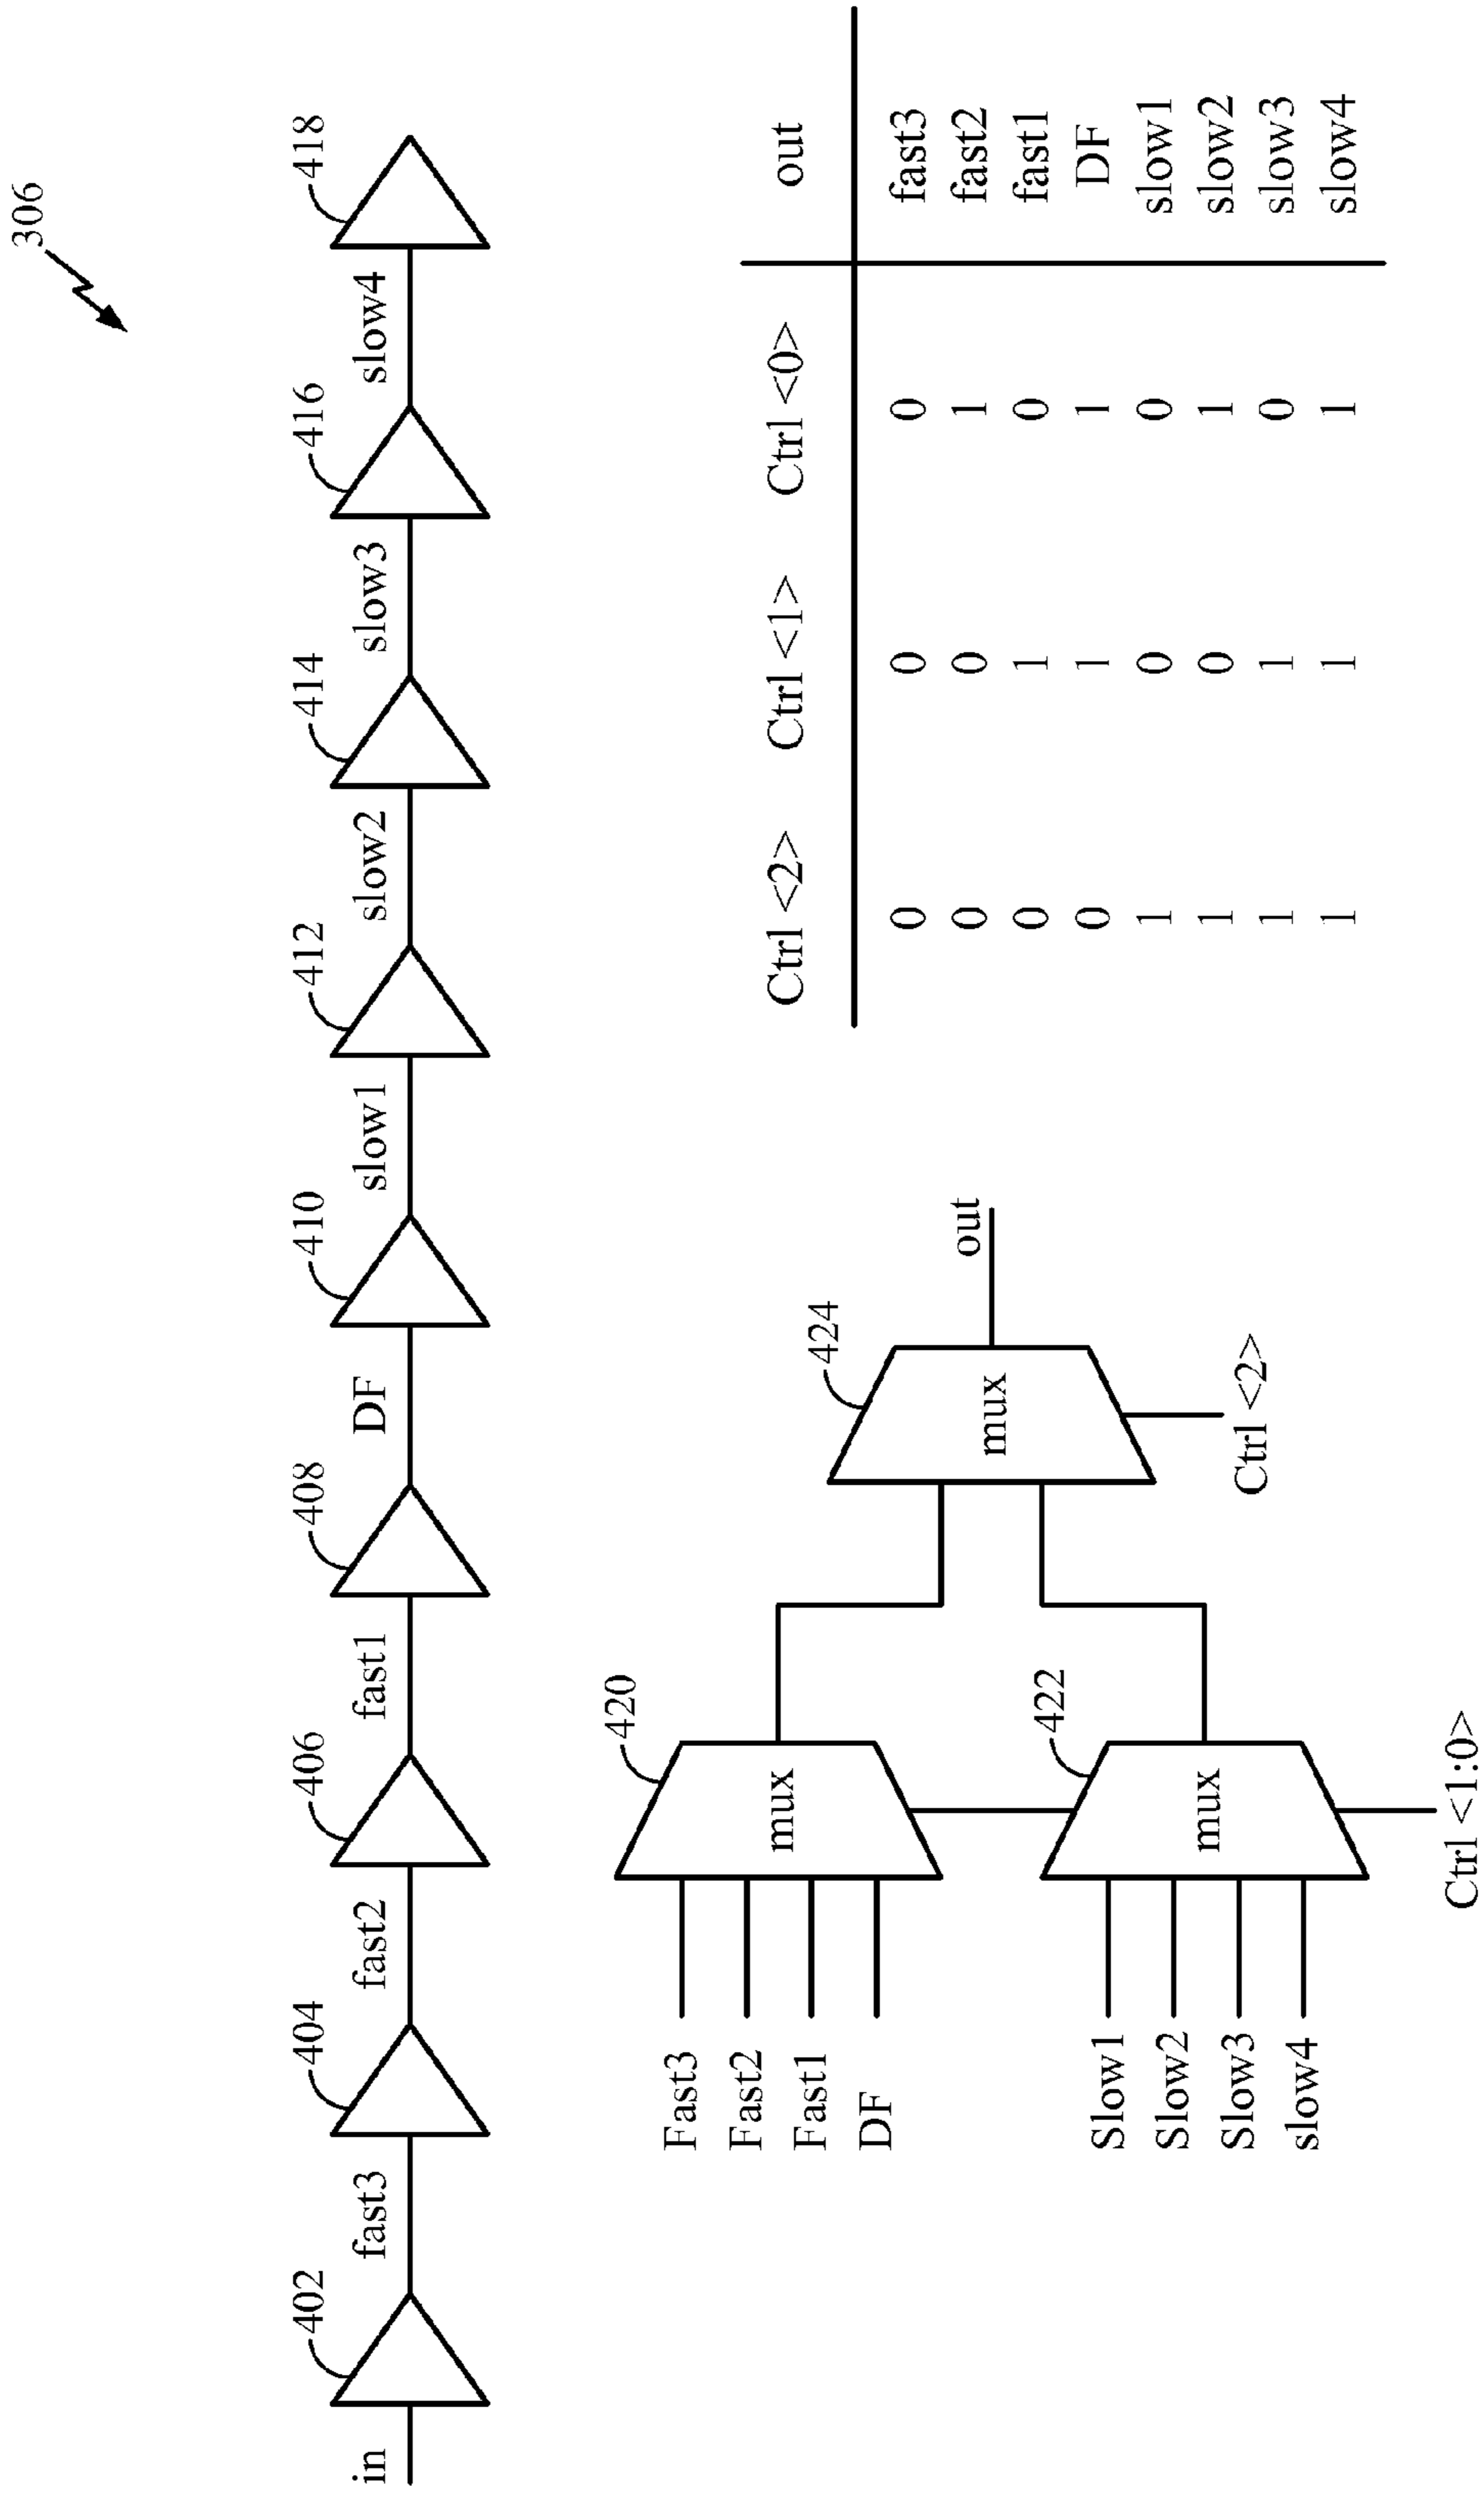 306
402 404 406 408 410 412 414 416 418
in fast3 fast2 fast1 DF slow1 slow2 slow3 slow4
420
Fast3
Fast2
Fast1
DF
mux
422
Slow1
Slow2
Slow3
slow4
mux
Ctrl <1:0>
424
mux
out
Ctrl <2>
Ctrl <2> Ctrl <1> Ctrl <0> out
0 0 0 fast3
0 0 1 fast2
0 1 0 fast1
0 1 1 DF
1 0 0 slow1
1 0 1 slow2
1 1 0 slow3
1 1 1 slow4